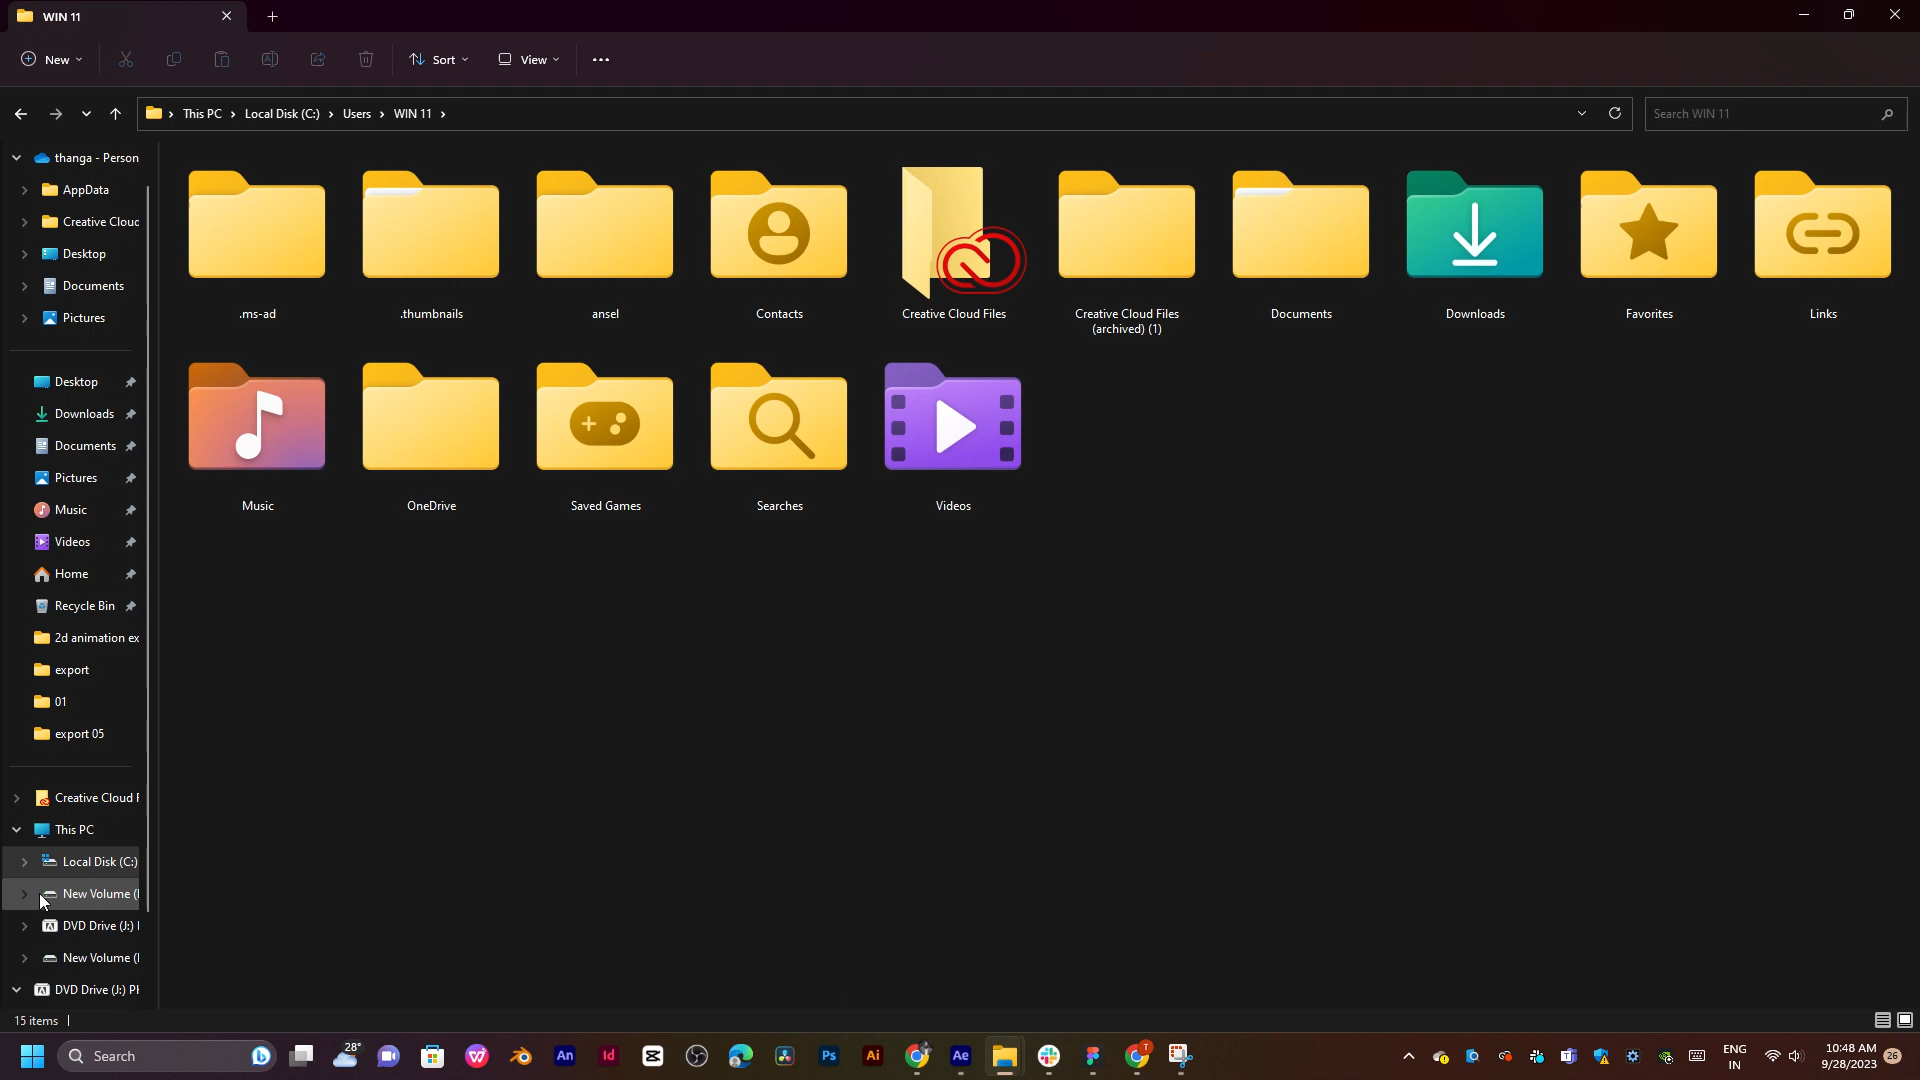 WIN 11
New
Sort
View
This PC
Local Disk (C:)
Users
WIN 11
Search WIN 11
thanga - Person
AppData
Creative Cloud
Desktop
Documents
Pictures
Desktop
Downloads
Documents
Pictures
Music
Videos
Home
Recycle Bin
2d animation ex
export
01
export 05
Creative Cloud F
This PC
Local Disk (C:)
New Volume (
DVD Drive (J:)
New Volume (
DVD Drive (J:) Ph
.ms-ad
.thumbnails
ansel
Contacts
Creative Cloud Files
Creative Cloud Files
(archived) (1)
Documents
Downloads
Favorites
Links
Music
OneDrive
Saved Games
Searches
Videos
15 items
Search
28°
An
Id
Ps
Ai
Ae
T
ENG
IN
10:48 AM
9/28/2023
26